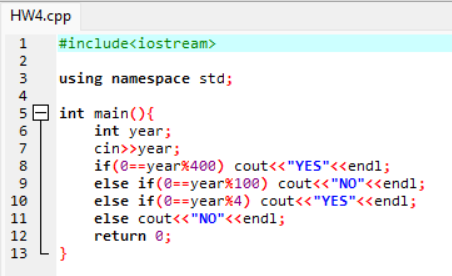 HW4.cpp
1 #include<iostream>
2
3 using namespace std;
4
5 int main(){
6 int year;
7 cin>>year;
8 if(0==year%400) cout<<"YES"<<endl;
9 else if(0==year%100) cout<<"NO"<<endl;
10 else if(0==year%4) cout<<"YES"<<endl;
11 else cout<<"NO"<<endl;
12 return 0;
13 }